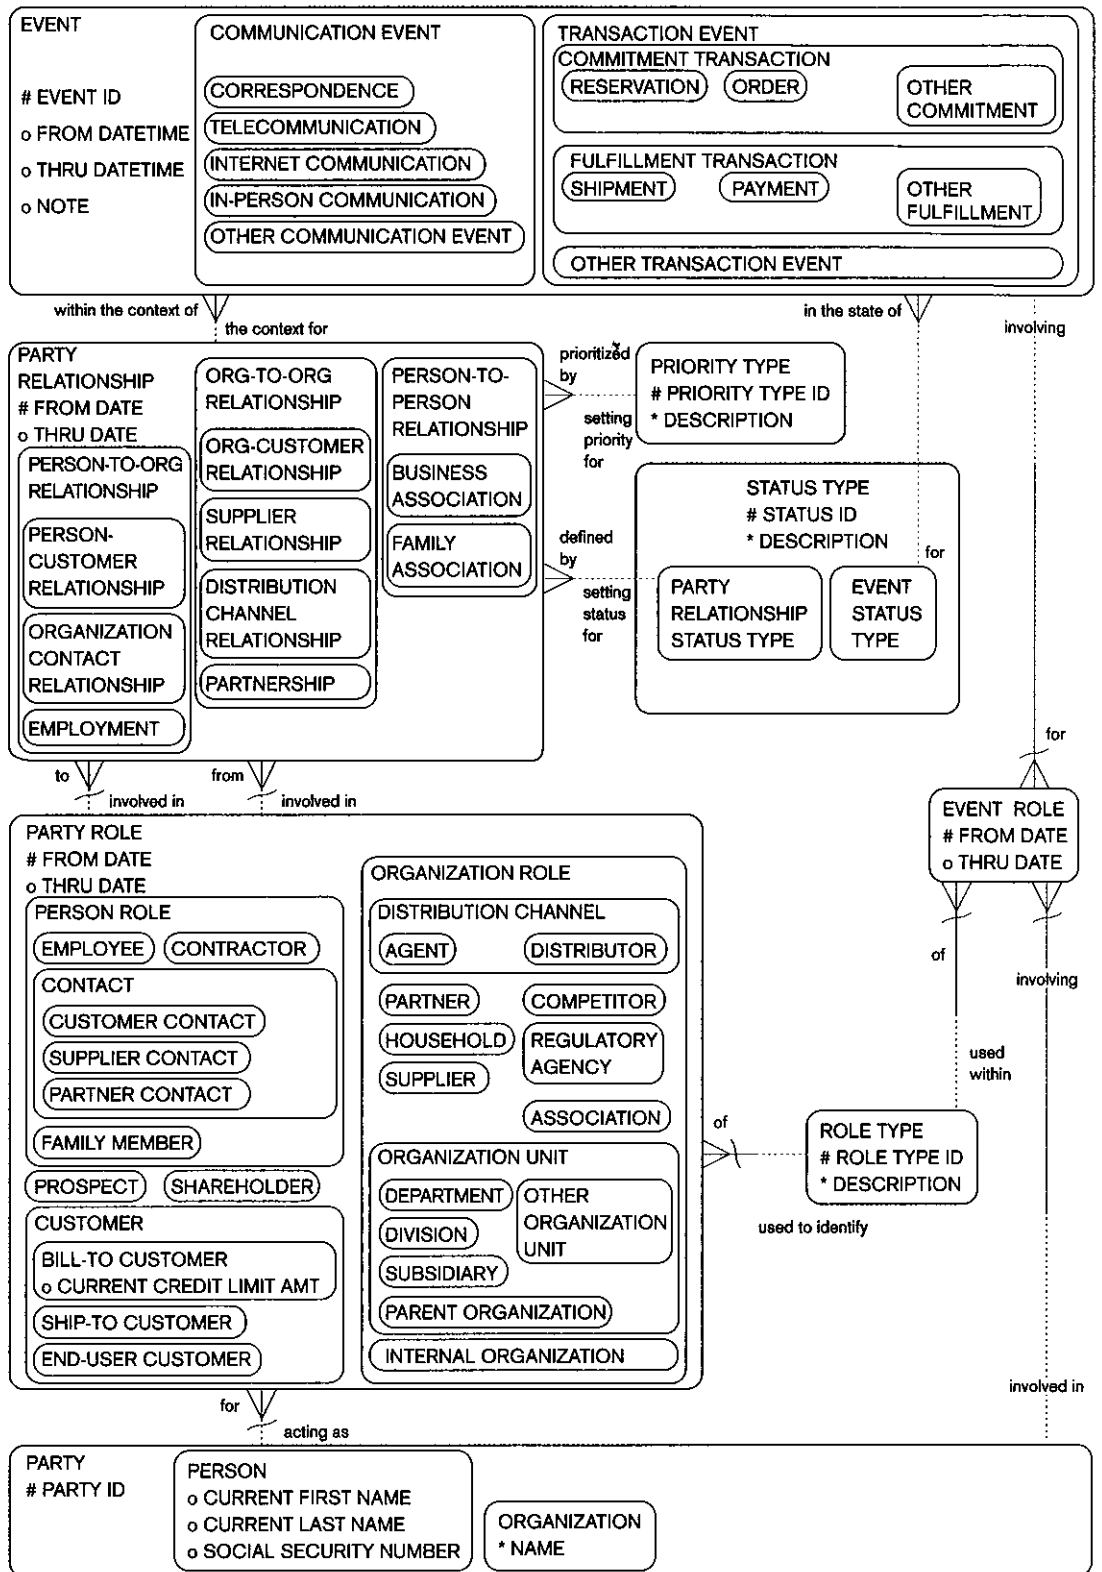 EVENT
# EVENT ID
o FROM DATETIME
o THRU DATETIME
o NOTE
COMMUNICATION EVENT
CORRESPONDENCE
TELECOMMUNICATION
INTERNET COMMUNICATION
IN-PERSON COMMUNICATION
OTHER COMMUNICATION EVENT
TRANSACTION EVENT
COMMITMENT TRANSACTION
RESERVATION
ORDER
OTHER
COMMITMENT
FULFILLMENT TRANSACTION
SHIPMENT
PAYMENT
OTHER
FULFILLMENT
OTHER TRANSACTION EVENT
within the context of
the context for
in the state of
involving
PARTY
RELATIONSHIP
# FROM DATE
o THRU DATE
PERSON-TO-ORG
RELATIONSHIP
PERSON-
CUSTOMER
RELATIONSHIP
ORGANIZATION
CONTACT
RELATIONSHIP
EMPLOYMENT
ORG-TO-ORG
RELATIONSHIP
ORG-CUSTOMER
RELATIONSHIP
SUPPLIER
RELATIONSHIP
DISTRIBUTION
CHANNEL
RELATIONSHIP
PARTNERSHIP
PERSON-TO-
PERSON
RELATIONSHIP
BUSINESS
ASSOCIATION
FAMILY
ASSOCIATION
prioritized
by
setting
priority
for
PRIORITY TYPE
# PRIORITY TYPE ID
* DESCRIPTION
defined
by
setting
status
for
STATUS TYPE
# STATUS ID
* DESCRIPTION
PARTY
RELATIONSHIP
STATUS TYPE
EVENT
STATUS
TYPE
for
for
to
involved in
from
involved in
EVENT ROLE
# FROM DATE
o THRU DATE
of
involving
used
within
PARTY ROLE
# FROM DATE
o THRU DATE
PERSON ROLE
EMPLOYEE
CONTRACTOR
CONTACT
CUSTOMER CONTACT
SUPPLIER CONTACT
PARTNER CONTACT
FAMILY MEMBER
PROSPECT
SHAREHOLDER
CUSTOMER
BILL-TO CUSTOMER
o CURRENT CREDIT LIMIT AMT
SHIP-TO CUSTOMER
END-USER CUSTOMER
ORGANIZATION ROLE
DISTRIBUTION CHANNEL
AGENT
DISTRIBUTOR
PARTNER
COMPETITOR
HOUSEHOLD
REGULATORY
AGENCY
SUPPLIER
ASSOCIATION
ORGANIZATION UNIT
DEPARTMENT
DIVISION
SUBSIDIARY
OTHER
ORGANIZATION
UNIT
PARENT ORGANIZATION
INTERNAL ORGANIZATION
of
used to identify
ROLE TYPE
# ROLE TYPE ID
* DESCRIPTION
for
acting as
involved in
PARTY
# PARTY ID
PERSON
o CURRENT FIRST NAME
o CURRENT LAST NAME
o SOCIAL SECURITY NUMBER
ORGANIZATION
* NAME